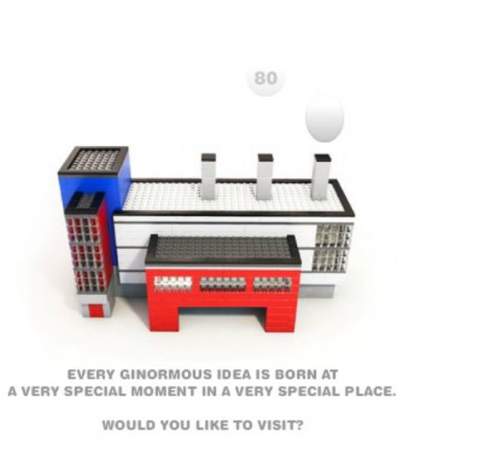 80
EVERY GINORMOUS IDEA IS BORN AT
A VERY SPECIAL MOMENT IN A VERY SPECIAL PLACE.
WOULD YOU LIKE TO VISIT?